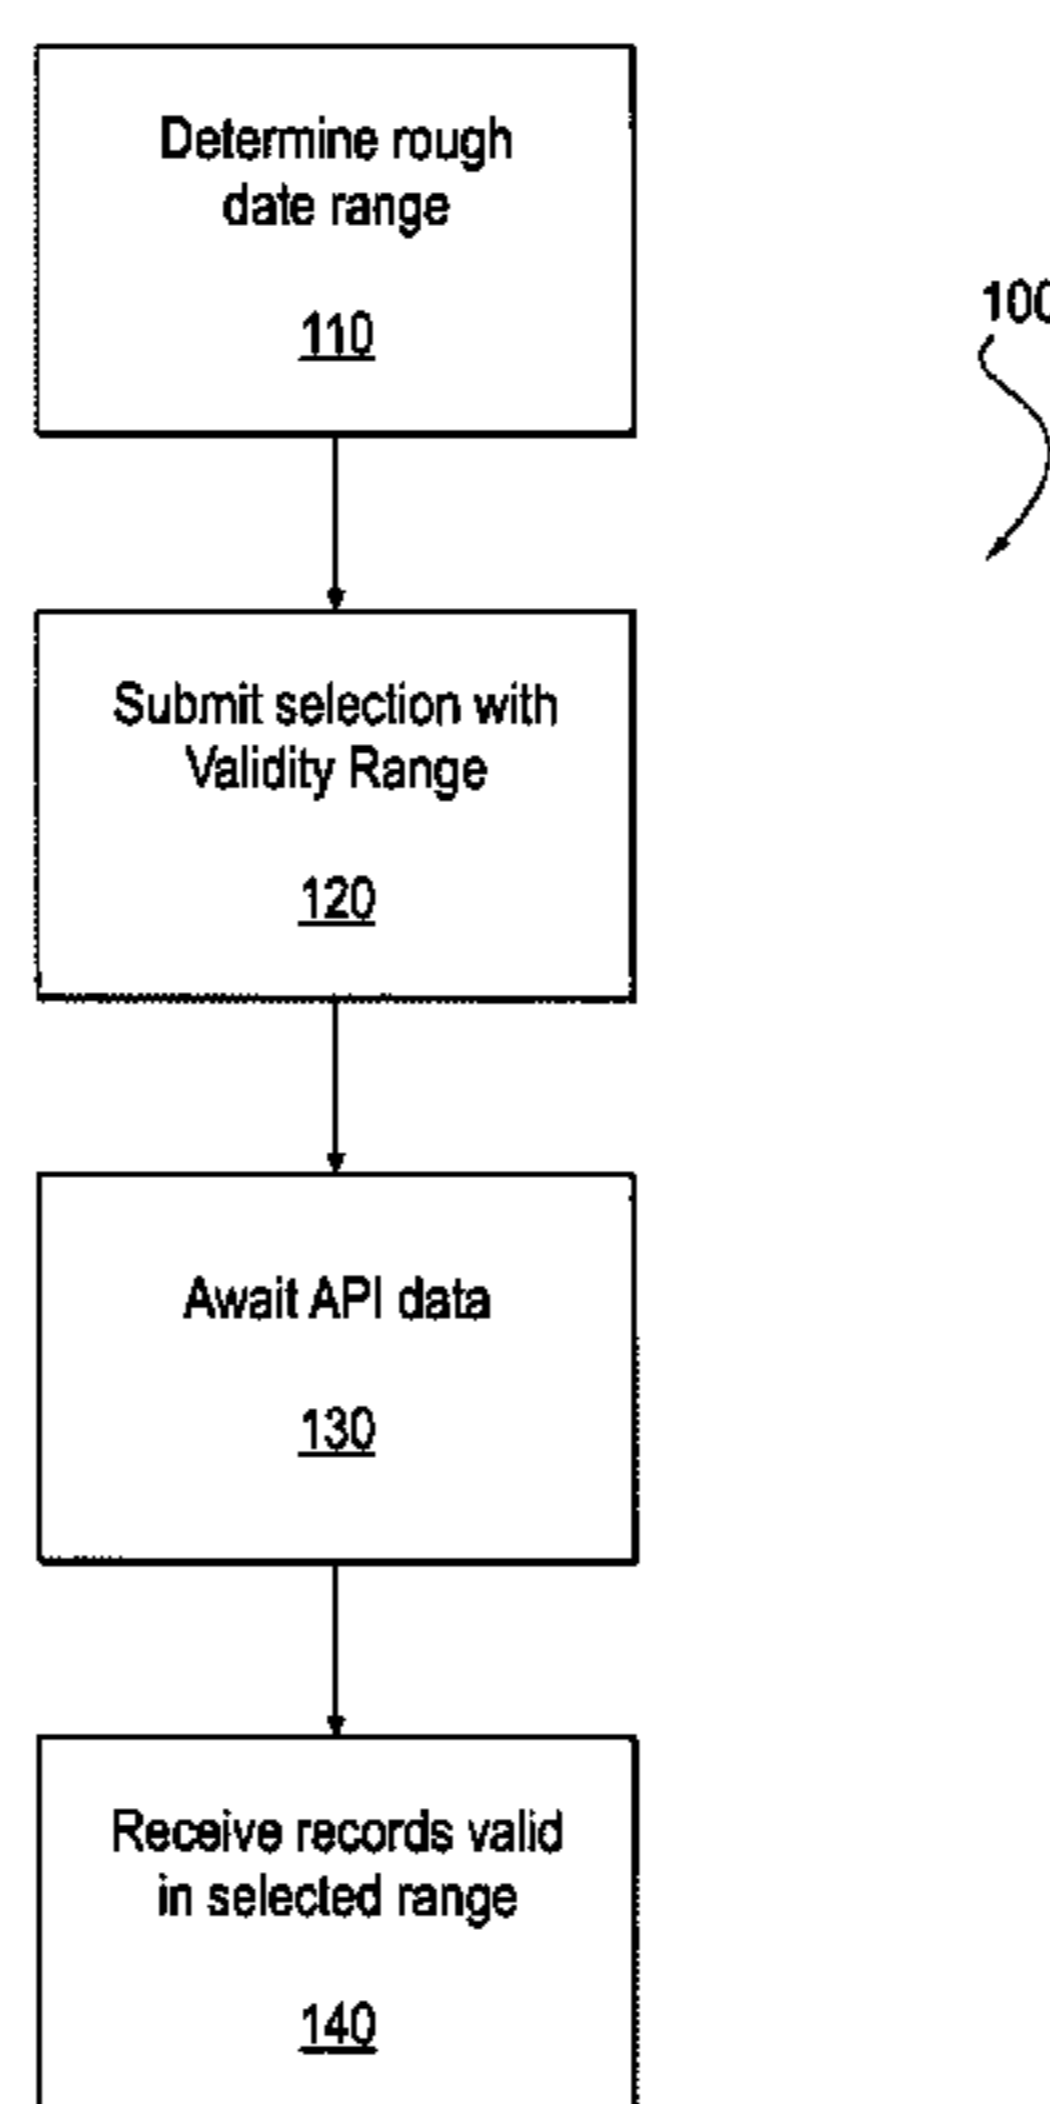 Determine rough
date range
110
100
Submit selection with
Validity Range
120
Await API data
130
Receive records valid
in selected range
140